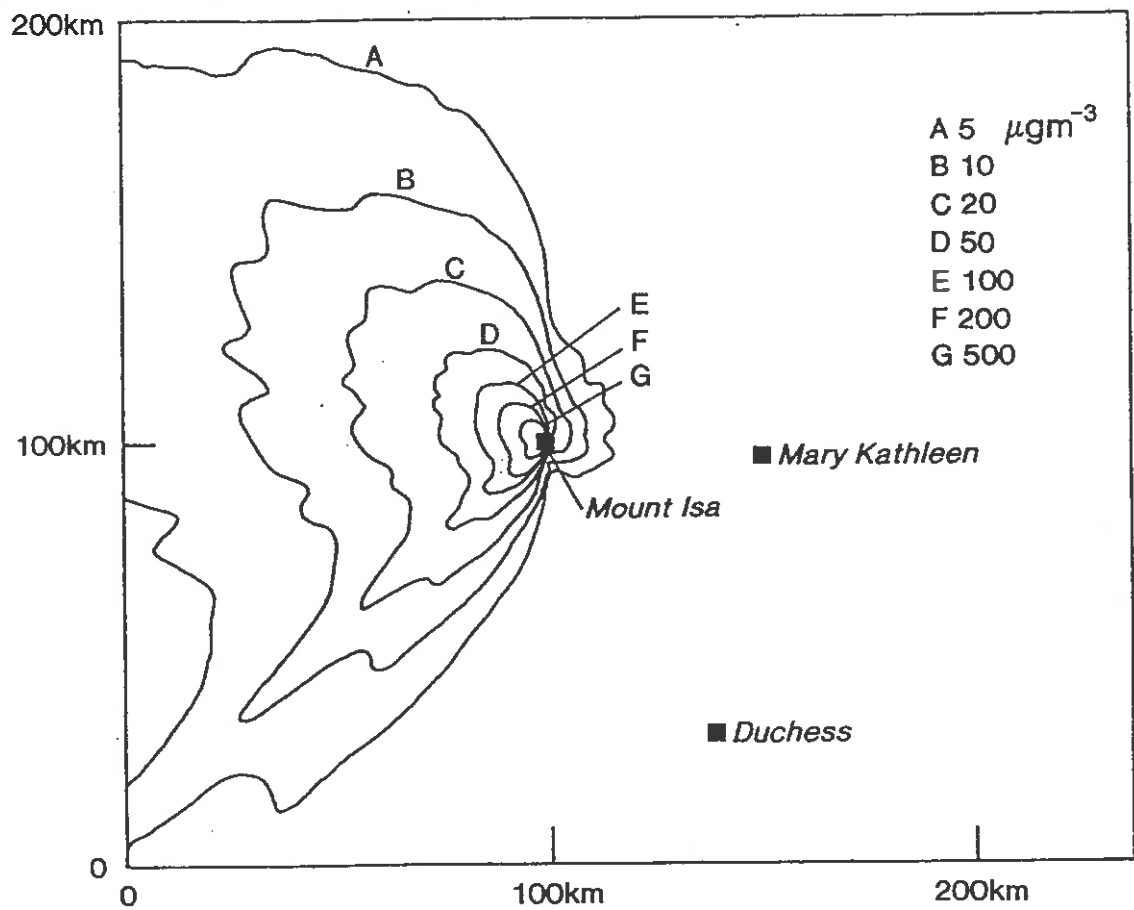 200km
A
A 5 μgm⁻³
B 10
B
C 20
D 50
C
E 100
E
F 200
D
F
G 500
G
100km
Mary Kathleen
Mount Isa
Duchess
0
0
100km
200km